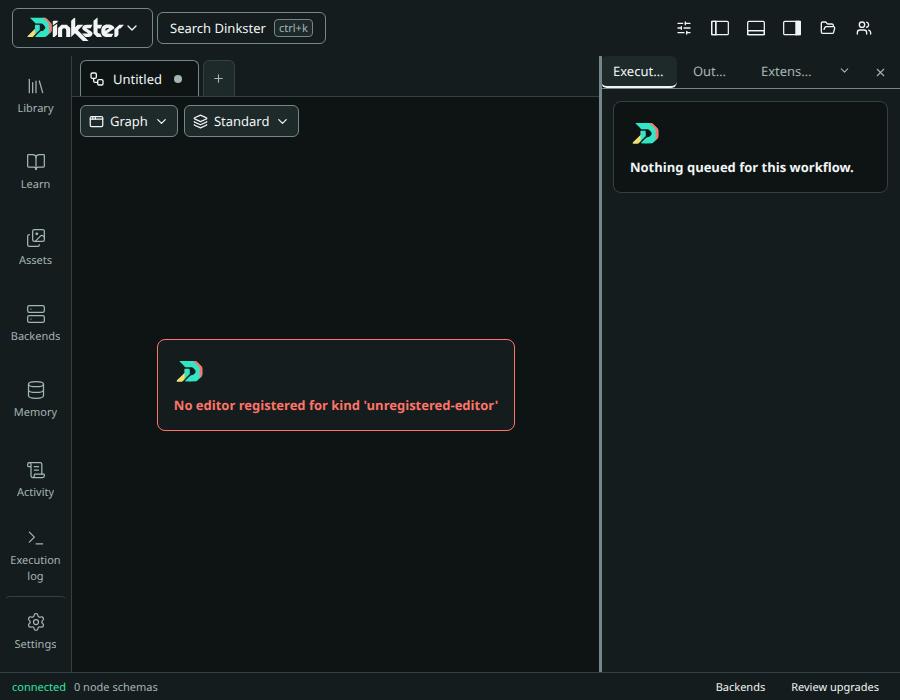 Dinkster
Search Dinkster ctrl+k
Library
Learn
Assets
Backends
Memory
Activity
Execution
log
Settings
Untitled
+
Graph
Standard
No editor registered for kind 'unregistered-editor'
Execut...
Out...
Extens...
Nothing queued for this workflow.
connected
0 node schemas
Backends
Review upgrades